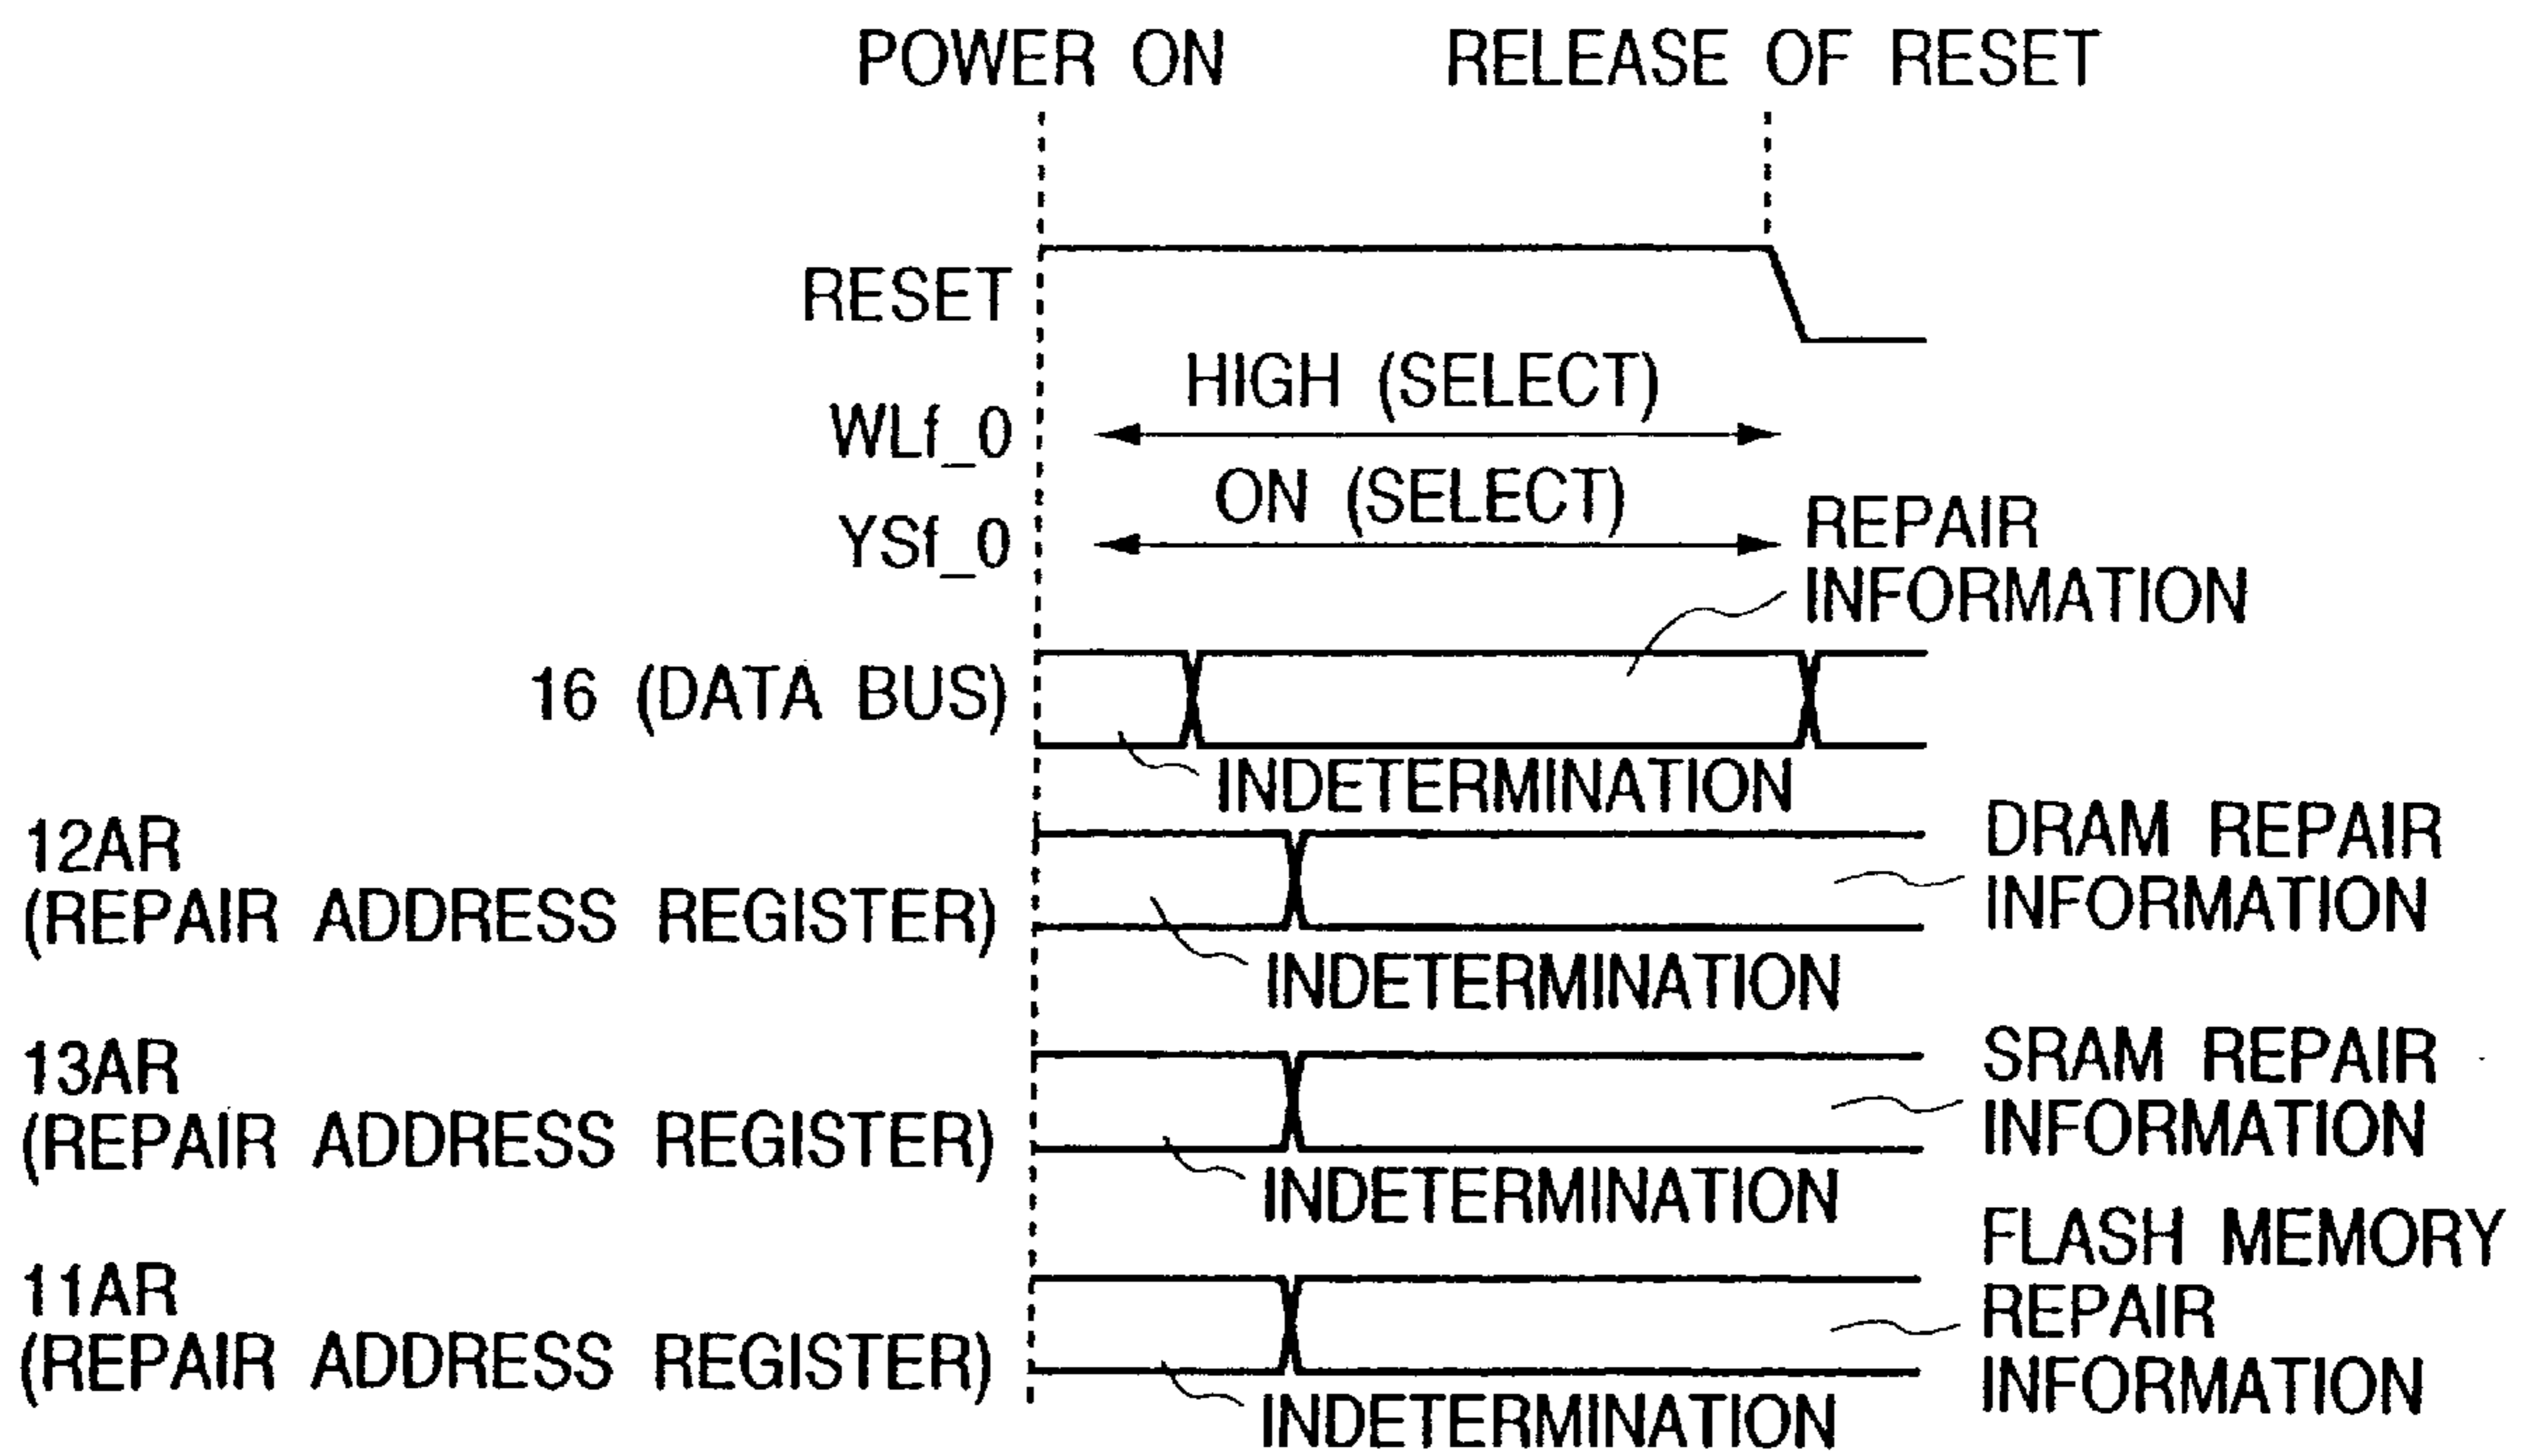 POWER ON
RELEASE OF RESET
RESET
HIGH (SELECT)
WLf_0
ON (SELECT)
YSf_0
REPAIR
INFORMATION
16 (DATA BUS)
INDETERMINATION
12AR
(REPAIR ADDRESS REGISTER)
DRAM REPAIR
INFORMATION
INDETERMINATION
13AR
(REPAIR ADDRESS REGISTER)
SRAM REPAIR
INFORMATION
INDETERMINATION
11AR
(REPAIR ADDRESS REGISTER)
FLASH MEMORY
REPAIR
INFORMATION
INDETERMINATION